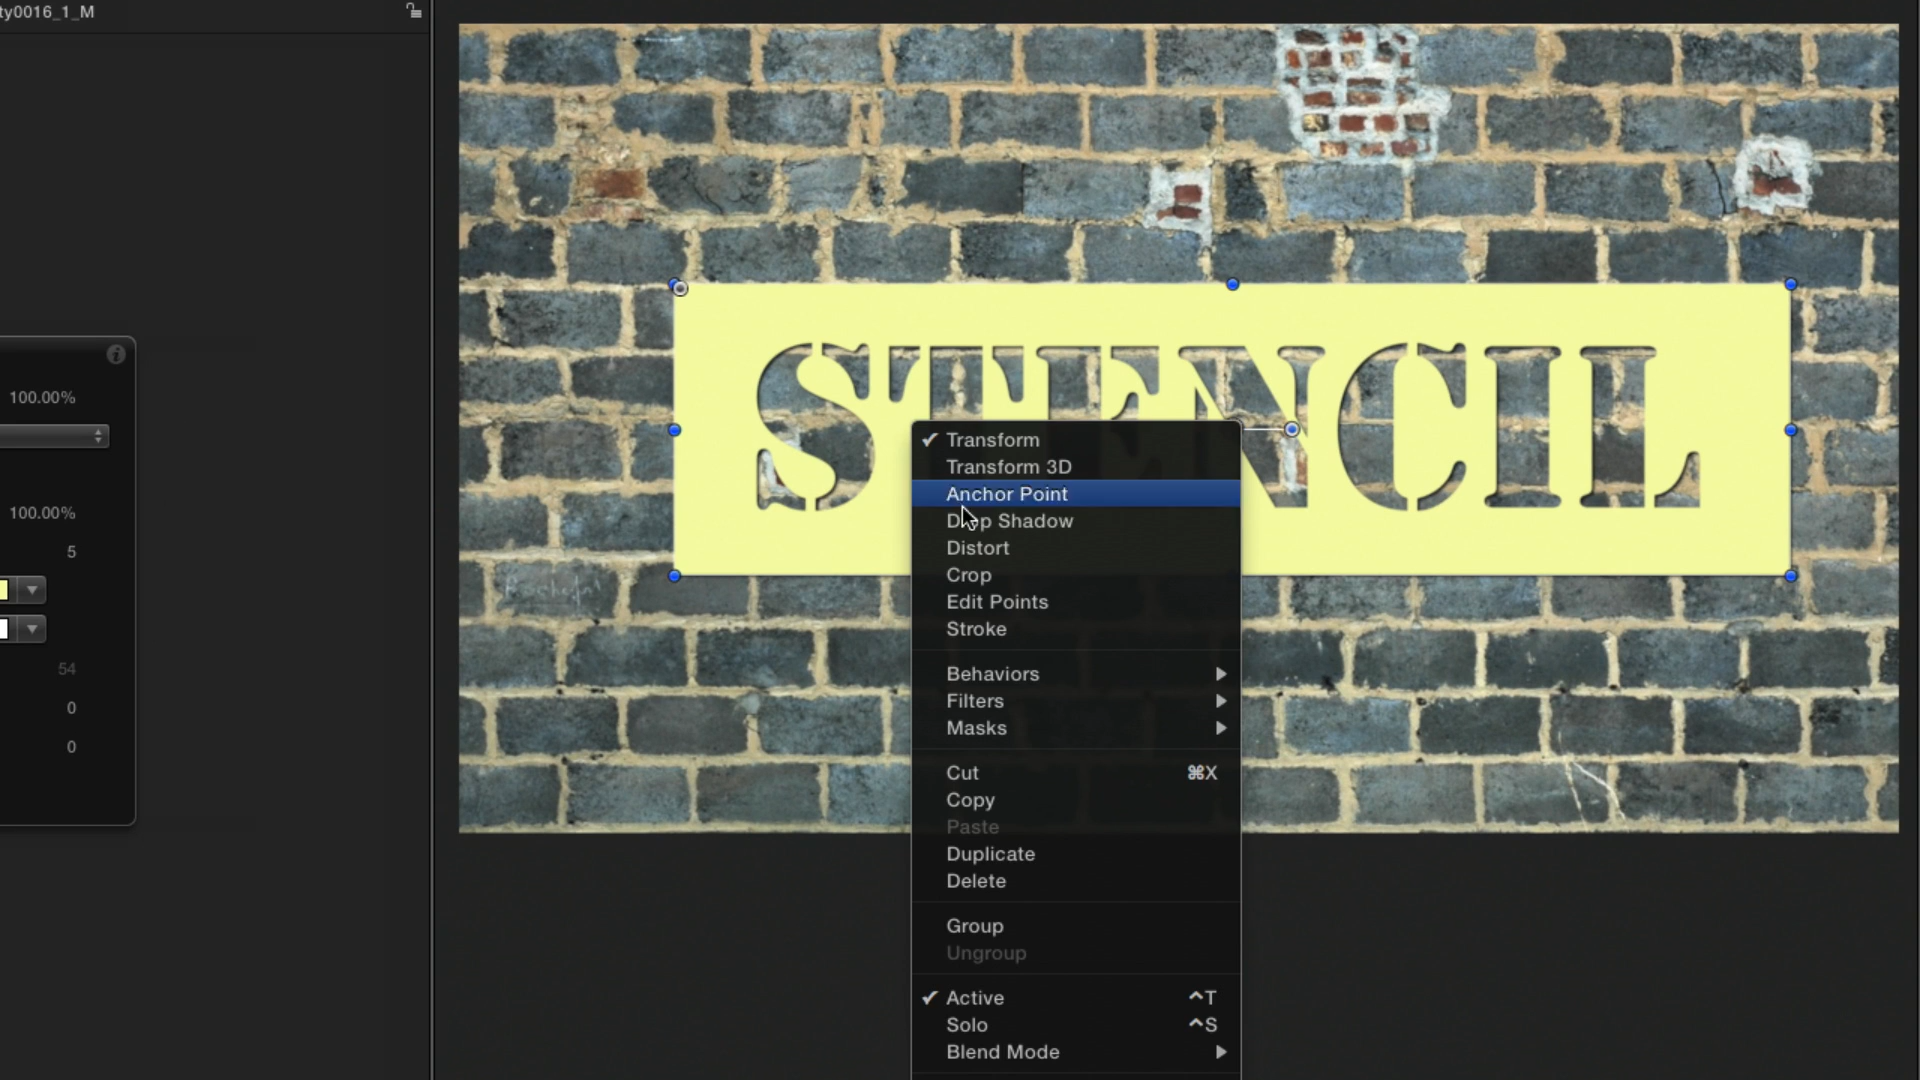 ty0016_1_M
100.00%
100.00%
5
54
0
0
STENCIL
✔ Transform
Transform 3D
Anchor Point
Drop Shadow
Distort
Crop
Edit Points
Stroke
Behaviors
Filters
Masks
Cut ⌘X
Copy
Paste
Duplicate
Delete
Group
Ungroup
✔ Active ^T
Solo ^S
Blend Mode